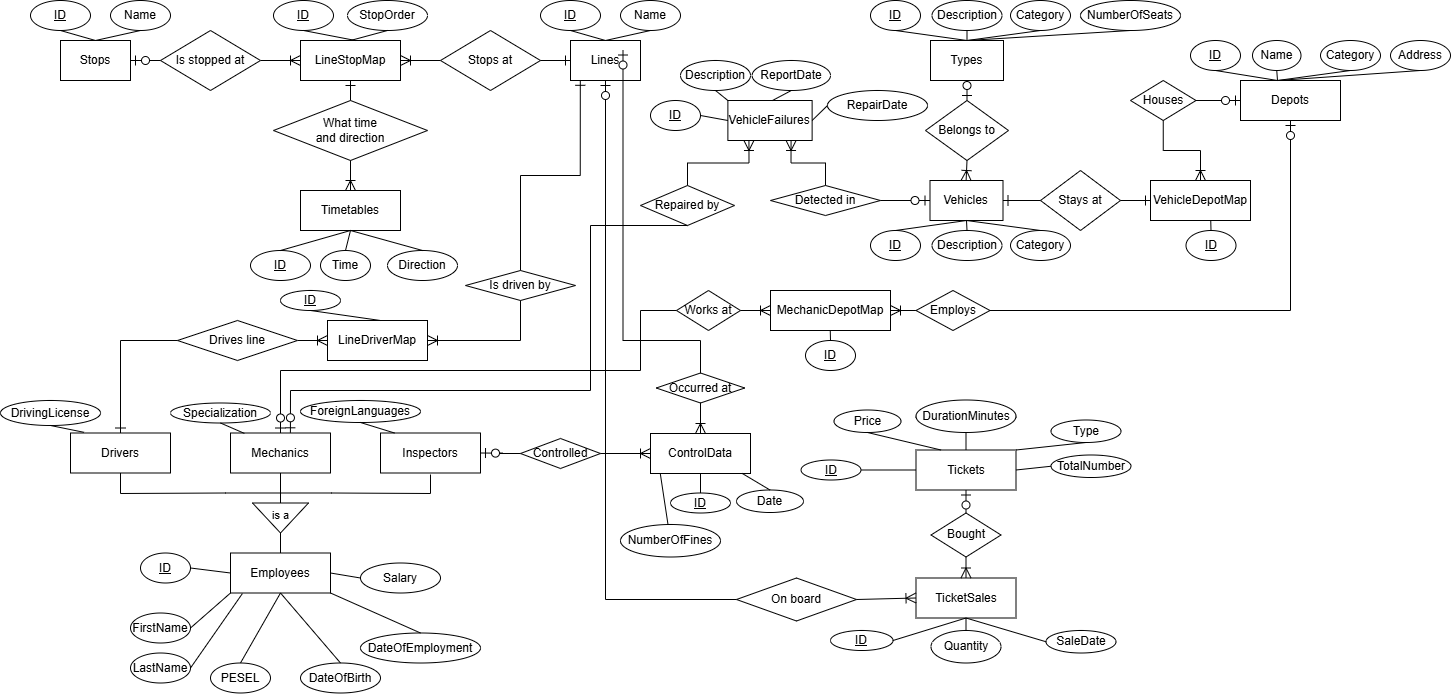 ID
Name
ID
StopOrder
ID
Name
ID
Description
Category
NumberOfSeats
Stops
Is stopped at
LineStopMap
Stops at
Lines
Types
ID
Name
Category
Address
Description
ReportDate
Houses
Depots
ID
VehicleFailures
RepairDate
What time
and direction
Belongs to
Timetables
Repaired by
Detected in
Vehicles
Stays at
VehicleDepotMap
ID
Time
Direction
ID
Description
Category
ID
Is driven by
ID
Works at
MechanicDepotMap
Employs
Drives line
LineDriverMap
ID
Occurred at
DrivingLicense
Specialization
ForeignLanguages
Price
DurationMinutes
Type
Drivers
Mechanics
Inspectors
Controlled
ControlData
ID
Tickets
TotalNumber
ID
Date
is a
NumberOfFines
Bought
ID
Employees
Salary
On board
TicketSales
FirstName
DateOfEmployment
ID
Quantity
SaleDate
LastName
PESEL
DateOfBirth